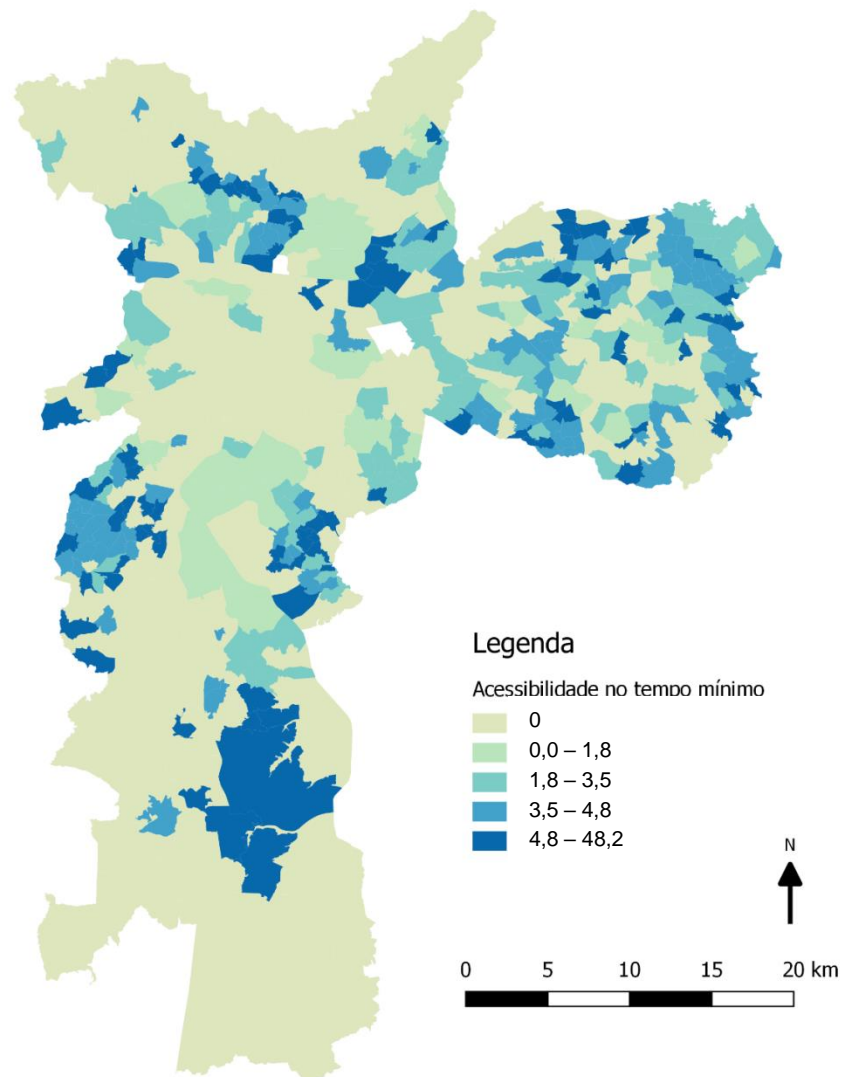 Legenda
Acessibilidade no tempo mínimo
0
0,0 – 1,8
1,8 – 3,5
3,5 – 4,8
4,8 – 48,2
N
0 5 10 15 20 km